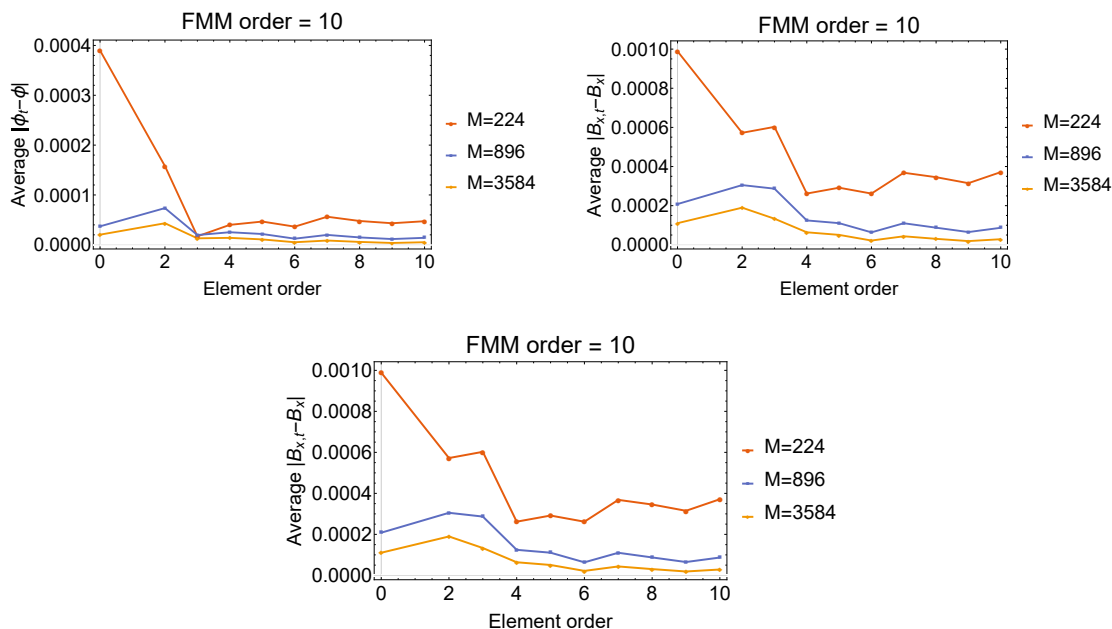 FMM order = 10
Average |ϕt−ϕ|
0.0004
0.0003
0.0002
0.0001
0.0000
0 2 4 6 8 10
Element order
M=224
M=896
M=3584
FMM order = 10
Average |Bx,t−Bx|
0.0010
0.0008
0.0006
0.0004
0.0002
0.0000
0 2 4 6 8 10
Element order
M=224
M=896
M=3584
FMM order = 10
Average |Bx,t−Bx|
0.0010
0.0008
0.0006
0.0004
0.0002
0.0000
0 2 4 6 8 10
Element order
M=224
M=896
M=3584